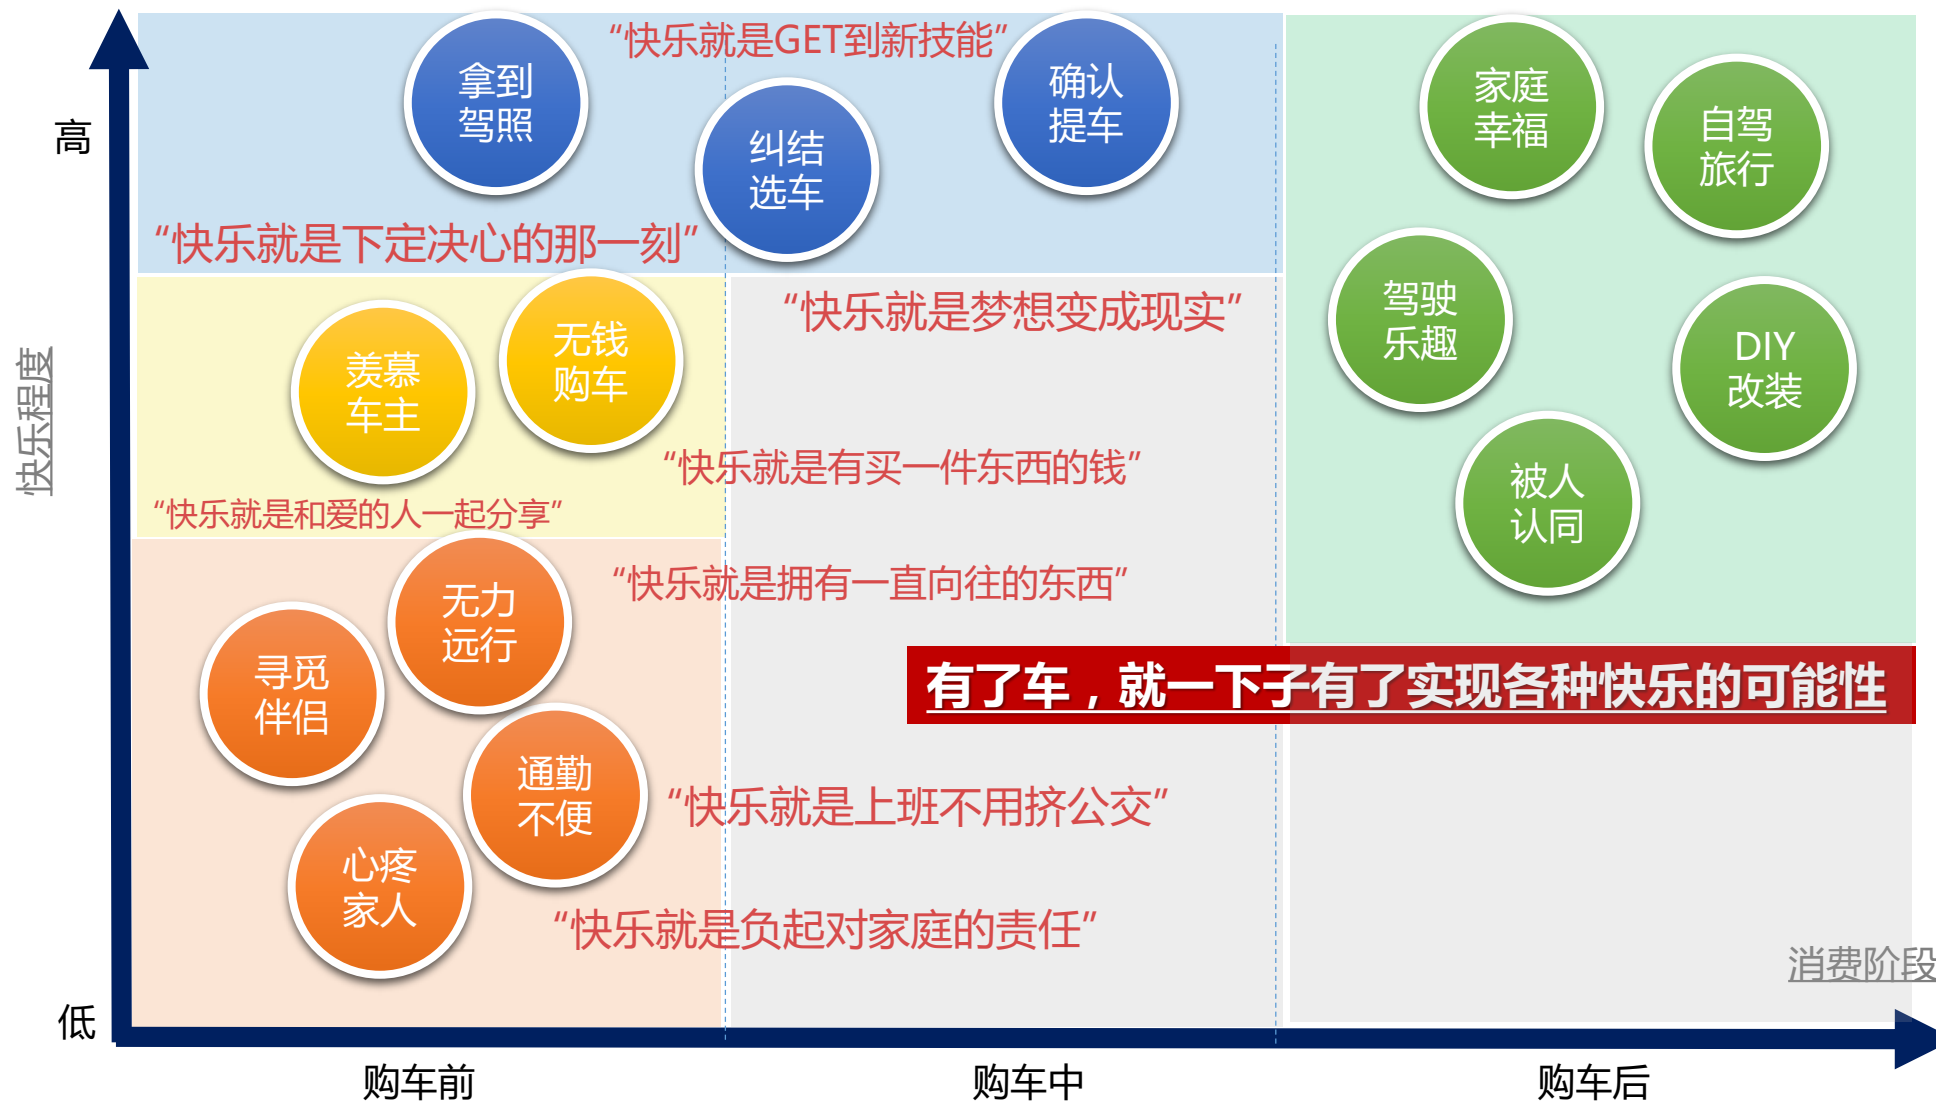 “快乐就是GET到新技能”
拿到
驾照
纠结
选车
确认
提车
家庭
幸福
自驾
旅行
高
“快乐就是下定决心的那一刻”
羡慕
车主
无钱
购车
“快乐就是梦想变成现实”
驾驶
乐趣
DIY
改装
快乐程度
“快乐就是有买一件东西的钱”
被人
认同
“快乐就是和爱的人一起分享”
无力
远行
“快乐就是拥有一直向往的东西”
寻觅
伴侣
有了车，就一下子有了实现各种快乐的可能性
通勤
不便
“快乐就是上班不用挤公交”
心疼
家人
“快乐就是负起对家庭的责任”
消费阶段
低
购车前
购车中
购车后